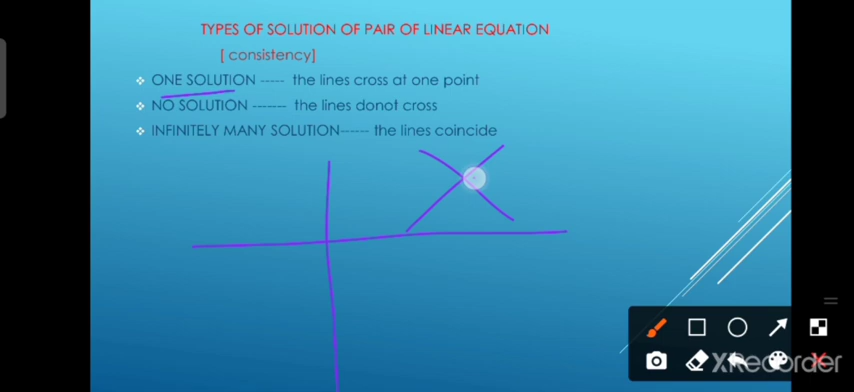 TYPES OF SOLUTION OF PAIR OF LINEAR EQUATION
[ consistency]
❖ ONE SOLUTION ----- the lines cross at one point
❖ NO SOLUTION ------- the lines donot cross
❖ INFINITELY MANY SOLUTION------ the lines coincide
XRecorder